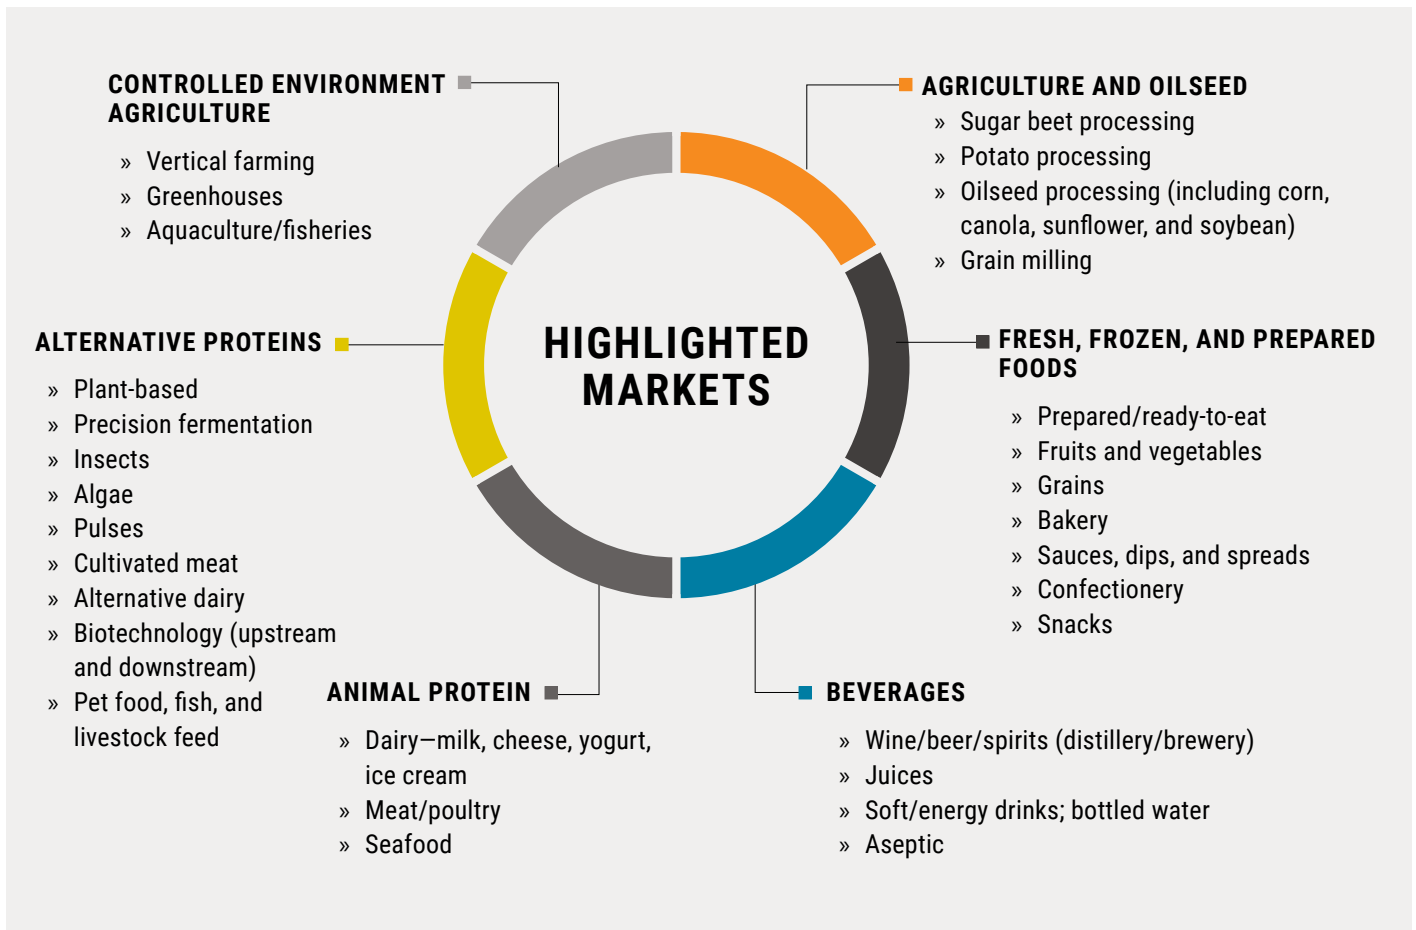 HIGHLIGHTED
MARKETS
CONTROLLED ENVIRONMENT
AGRICULTURE
» Vertical farming
» Greenhouses
» Aquaculture/fisheries
AGRICULTURE AND OILSEED
» Sugar beet processing
» Potato processing
» Oilseed processing (including corn,
canola, sunflower, and soybean)
» Grain milling
ALTERNATIVE PROTEINS
» Plant-based
» Precision fermentation
» Insects
» Algae
» Pulses
» Cultivated meat
» Alternative dairy
» Biotechnology (upstream
and downstream)
» Pet food, fish, and
livestock feed
FRESH, FROZEN, AND PREPARED
FOODS
» Prepared/ready-to-eat
» Fruits and vegetables
» Grains
» Bakery
» Sauces, dips, and spreads
» Confectionery
» Snacks
ANIMAL PROTEIN
» Dairy—milk, cheese, yogurt,
ice cream
» Meat/poultry
» Seafood
BEVERAGES
» Wine/beer/spirits (distillery/brewery)
» Juices
» Soft/energy drinks; bottled water
» Aseptic